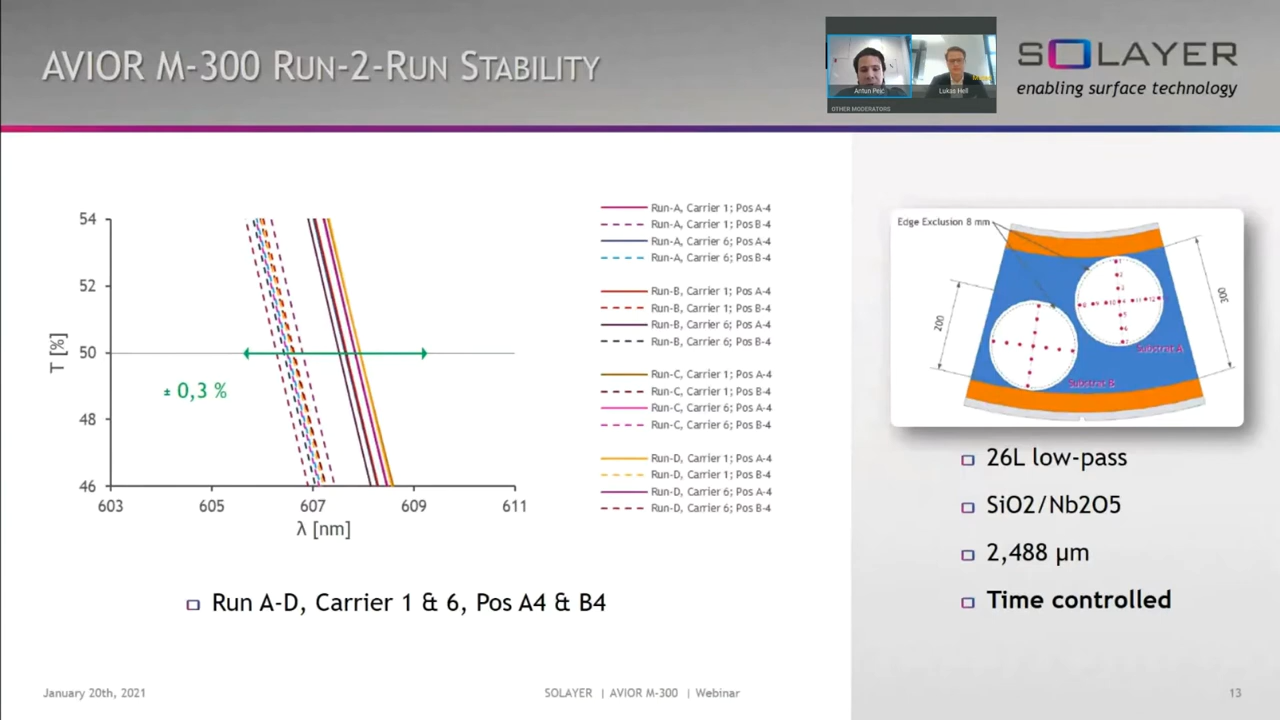 AVIOR M-300 RUN-2-RUN STABILITY
Antun Pejić
Lukas Hell
OTHER MODERATORS
SOLAYER
enabling surface technology
54
52
50
48
46
T [%]
± 0,3 %
603
605
607
609
611
λ [nm]
Run-A, Carrier 1; Pos A-4
Run-A, Carrier 1; Pos B-4
Run-A, Carrier 6; Pos A-4
Run-A, Carrier 6; Pos B-4
Run-B, Carrier 1; Pos A-4
Run-B, Carrier 1; Pos B-4
Run-B, Carrier 6; Pos A-4
Run-B, Carrier 6; Pos B-4
Run-C, Carrier 1; Pos A-4
Run-C, Carrier 1; Pos B-4
Run-C, Carrier 6; Pos A-4
Run-C, Carrier 6; Pos B-4
Run-D, Carrier 1; Pos A-4
Run-D, Carrier 1; Pos B-4
Run-D, Carrier 6; Pos A-4
Run-D, Carrier 6; Pos B-4
Run A-D, Carrier 1 & 6, Pos A4 & B4
Edge Exclusion 8 mm
200
300
Substrat A
Substrat B
26L low-pass
SiO2/Nb2O5
2,488 µm
Time controlled
January 20th, 2021
SOLAYER | AVIOR M-300 | Webinar
13